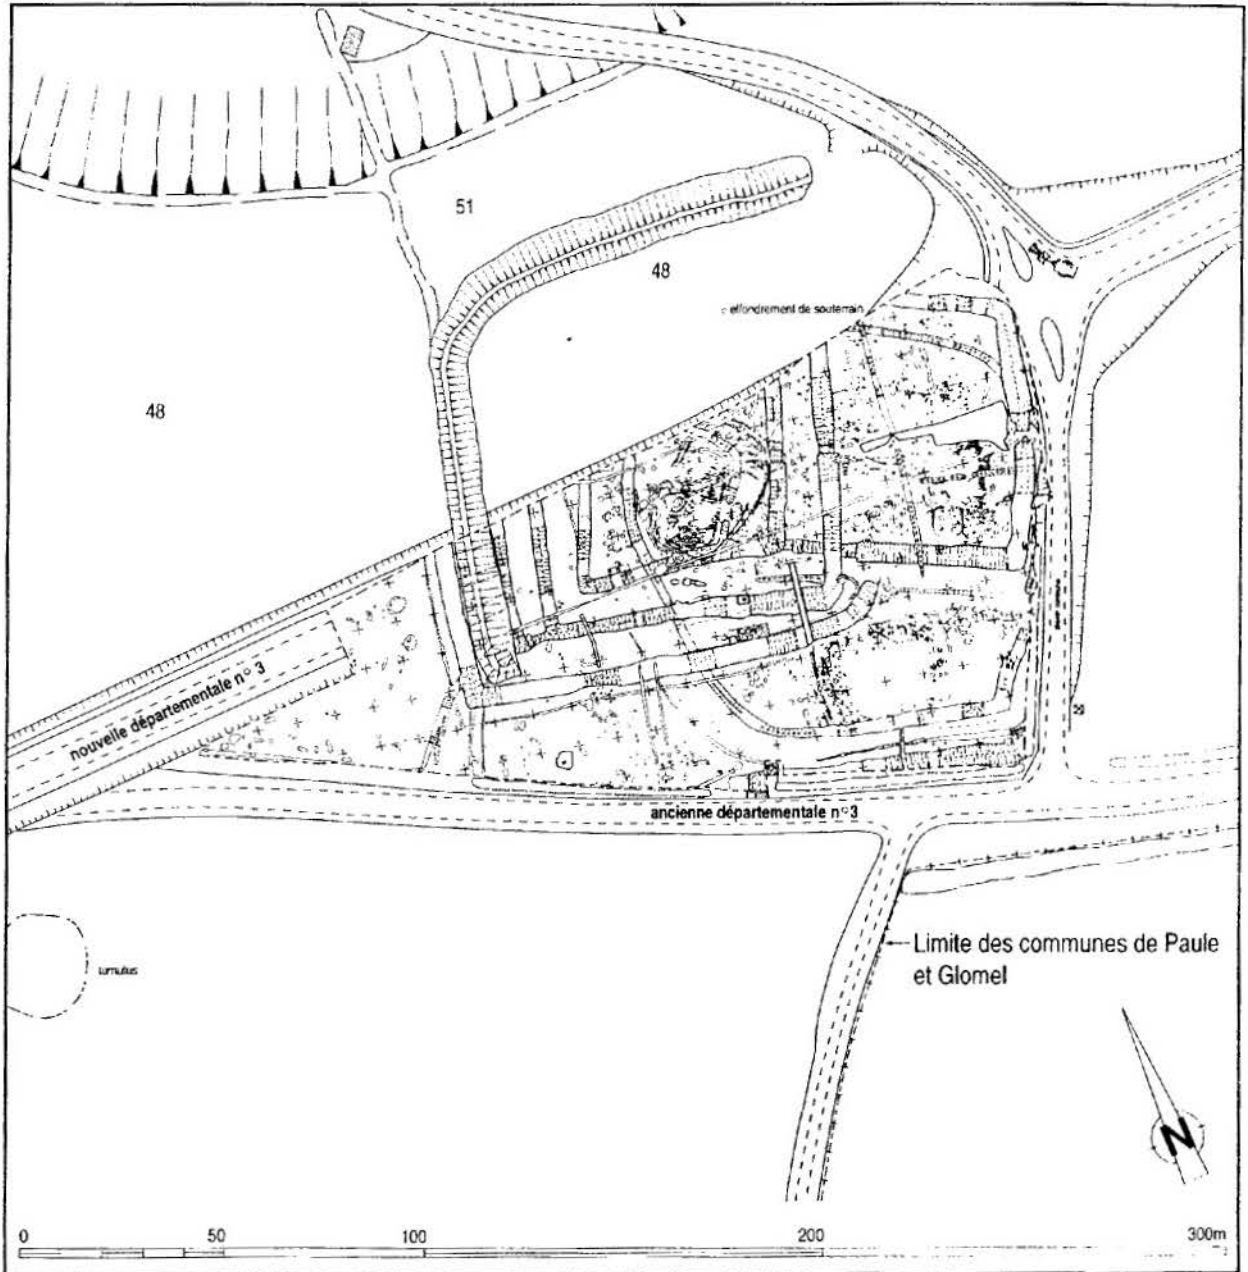 51
48
effondrement de souterrain
48
nouvelle départementale n° 3
ancienne départementale n° 3
Limite des communes de Paule
et Glomel
tumulus
N
0 50 100 200 300m